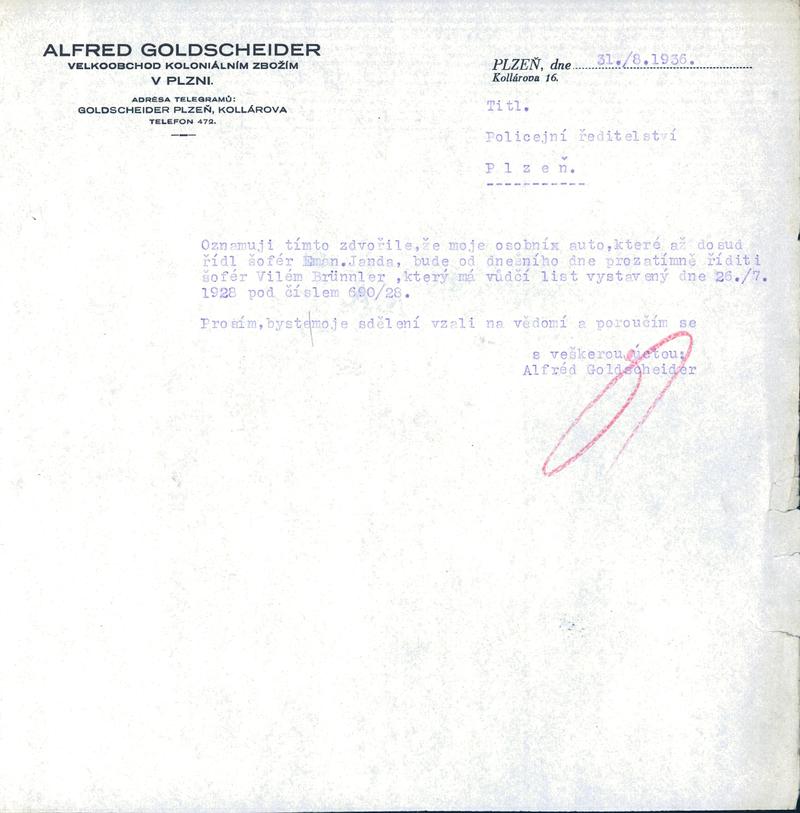 ALFRED GOLDSCHEIDER
VELKOOBCHOD KOLONIÁLNÍM ZBOŽÍM
V PLZNI.
ADRESA TELEGRAMŮ:
GOLDSCHEIDER PLZEŇ, KOLLÁROVA
TELEFON 472.
PLZEŇ, dne 31./8.1936.
Kollárova 16.
Titl.
Policejní ředitelství
P l z e ň.
Oznamuji tímto zdvořile,že moje osobníx auto,které až dosud
řídl šofér Eman.Janda, bude od dnešního dne prozatímně říditi
šofér Vilém Brünnler ,který má vůdčí list vystavený dne 26./7.
1928 pod číslem 690/28.
Prosím,bystemoje sdělení vzali na vědomí a poroučím se
s veškerou úctou:
Alfréd Goldscheider